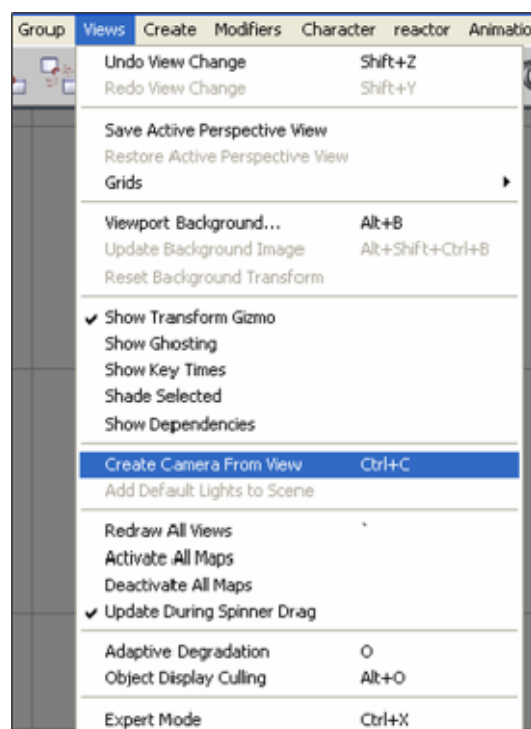 Group Views Create Modifiers Character reactor Animatio
Undo View Change Shift+Z
Redo View Change Shift+Y
Save Active Perspective View
Restore Active Perspective View
Grids
Viewport Background... Alt+B
Update Background Image Alt+Shift+Ctrl+B
Reset Background Transform
Show Transform Gizmo
Show Ghosting
Show Key Times
Shade Selected
Show Dependencies
Create Camera From View Ctrl+C
Add Default Lights to Scene
Redraw All Views `
Activate All Maps
Deactivate All Maps
Update During Spinner Drag
Adaptive Degradation O
Object Display Culling Alt+O
Expert Mode Ctrl+X